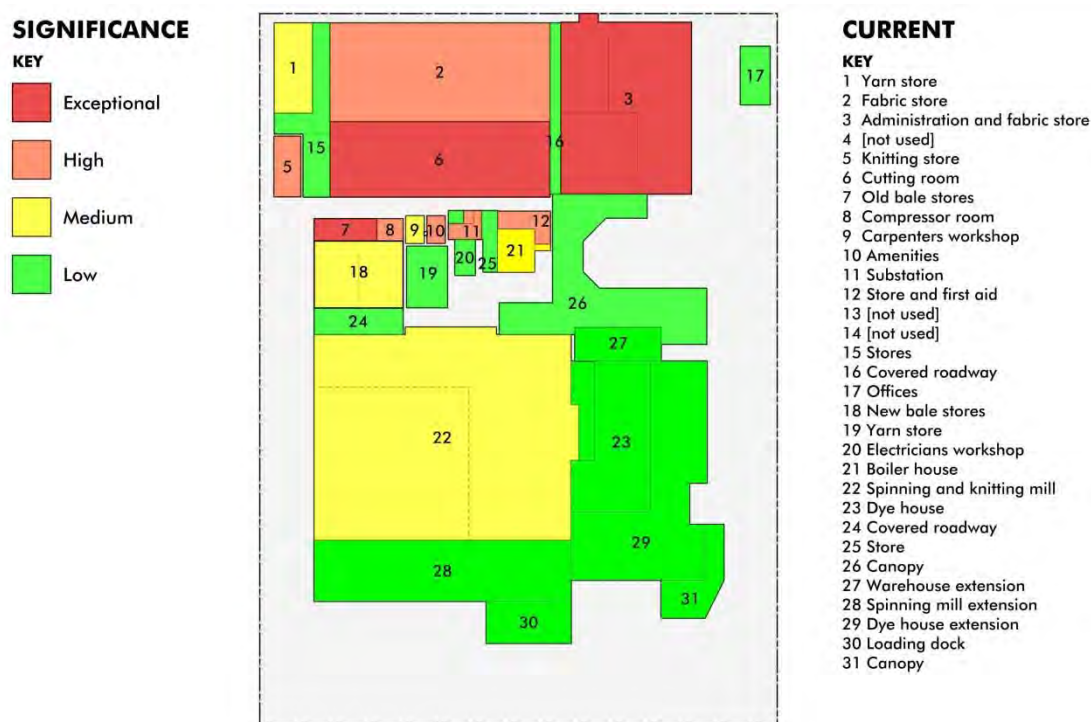 SIGNIFICANCE
KEY
Exceptional
High
Medium
Low
1
2
3
17
15
16
5
6
7
8
9
10
11
12
18
19
20
25
21
24
26
27
22
23
28
29
30
31
CURRENT
KEY
1 Yarn store
2 Fabric store
3 Administration and fabric store
4 [not used]
5 Knitting store
6 Cutting room
7 Old bale stores
8 Compressor room
9 Carpenters workshop
10 Amenities
11 Substation
12 Store and first aid
13 [not used]
14 [not used]
15 Stores
16 Covered roadway
17 Offices
18 New bale stores
19 Yarn store
20 Electricians workshop
21 Boiler house
22 Spinning and knitting mill
23 Dye house
24 Covered roadway
25 Store
26 Canopy
27 Warehouse extension
28 Spinning mill extension
29 Dye house extension
30 Loading dock
31 Canopy